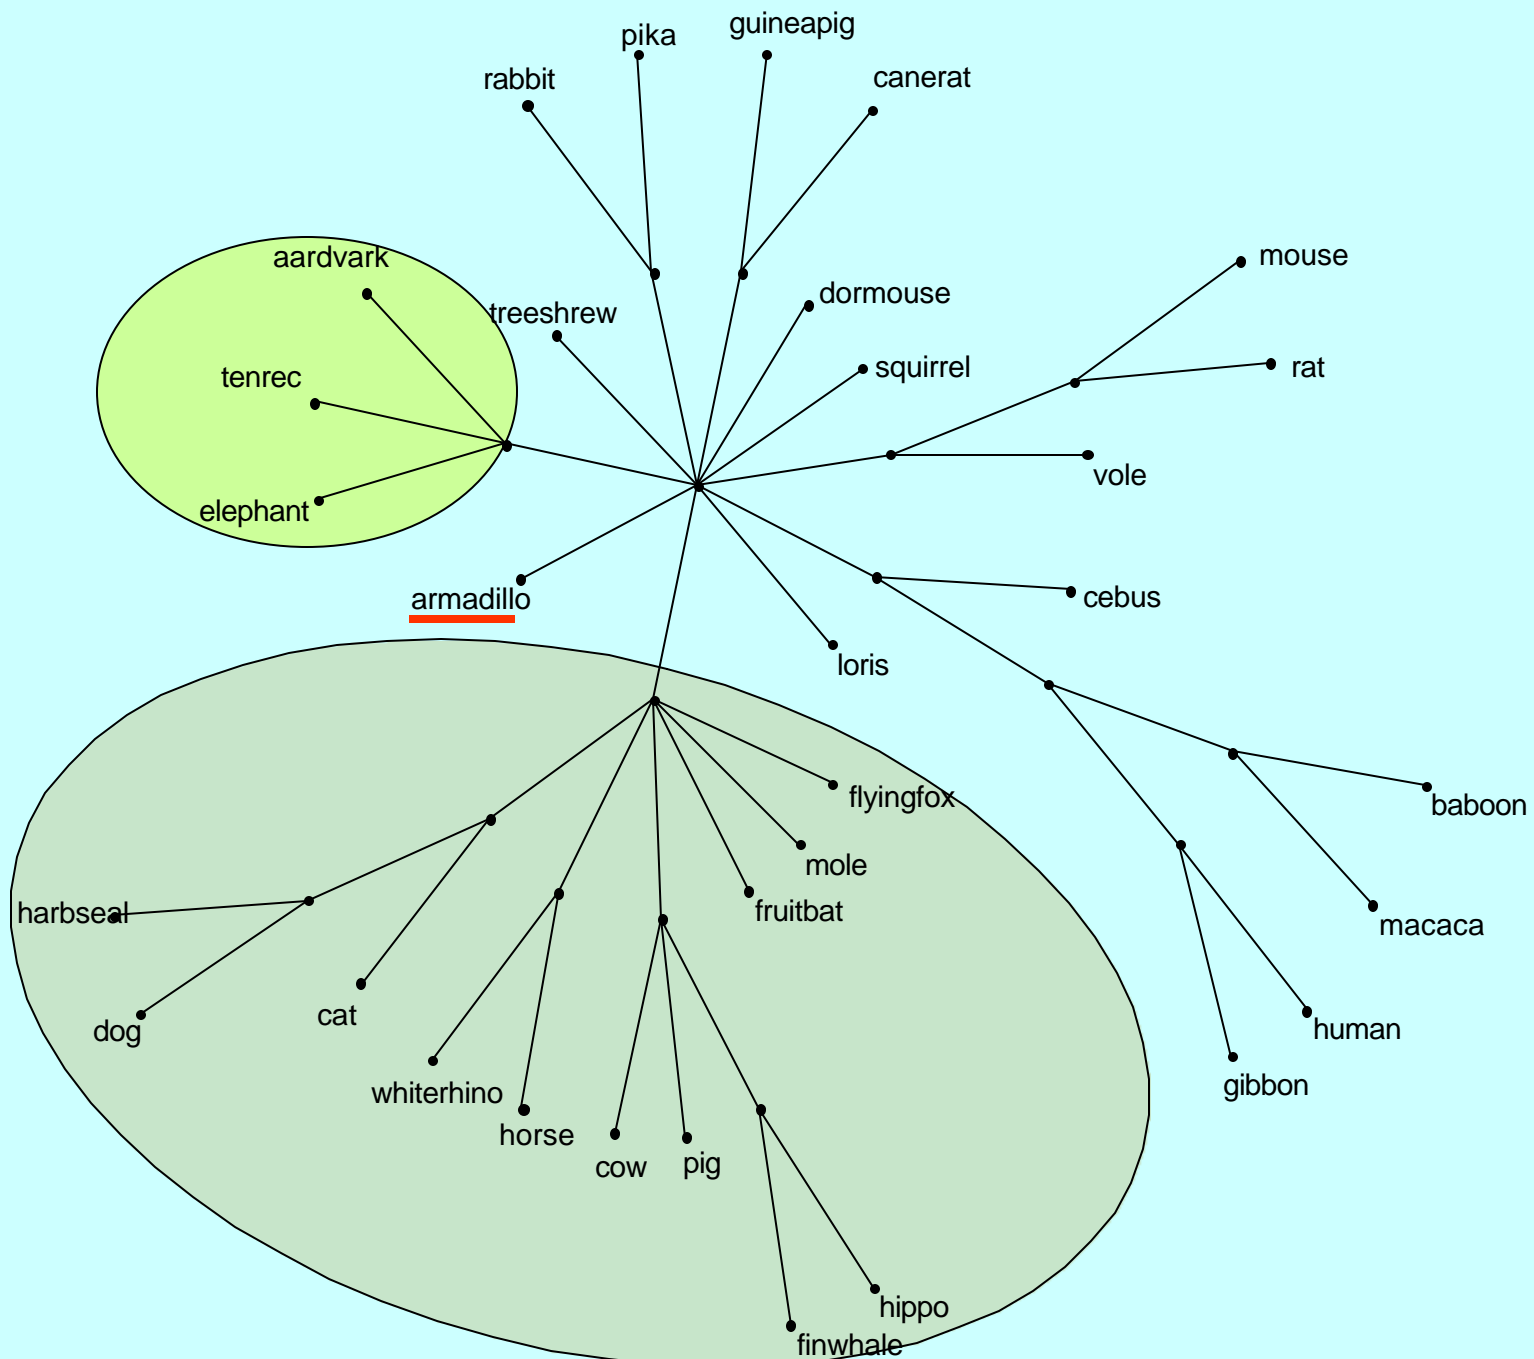 guineapig
pika
canerat
rabbit
aardvark
mouse
dormouse
treeshrew
squirrel
rat
tenrec
vole
elephant
armadillo
cebus
loris
flyingfox
baboon
mole
fruitbat
harbseal
macaca
cat
dog
human
whiterhino
gibbon
horse
cow
pig
hippo
finwhale